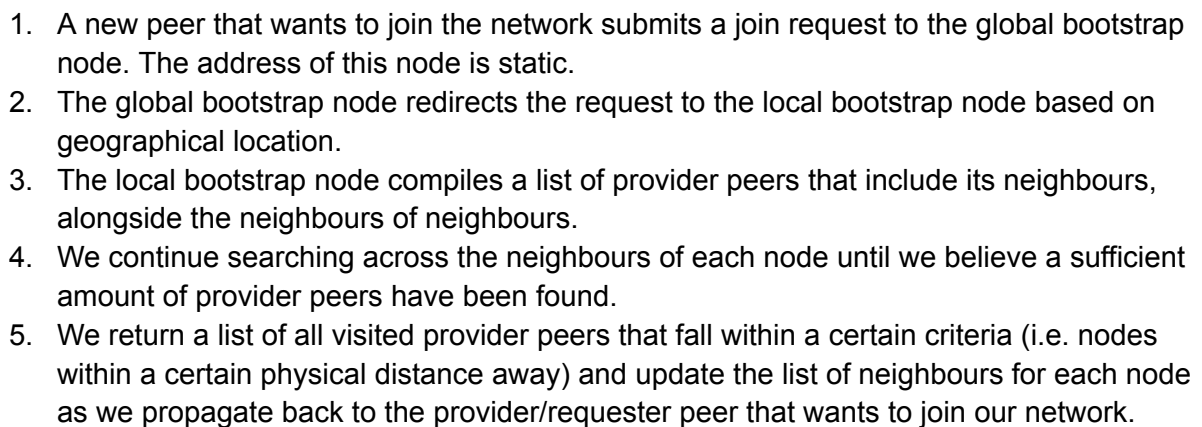 1. A new peer that wants to join the network submits a join request to the global bootstrap
node. The address of this node is static.
2. The global bootstrap node redirects the request to the local bootstrap node based on
geographical location.
3. The local bootstrap node compiles a list of provider peers that include its neighbours,
alongside the neighbours of neighbours.
4. We continue searching across the neighbours of each node until we believe a sufficient
amount of provider peers have been found.
5. We return a list of all visited provider peers that fall within a certain criteria (i.e. nodes
within a certain physical distance away) and update the list of neighbours for each node
as we propagate back to the provider/requester peer that wants to join our network.